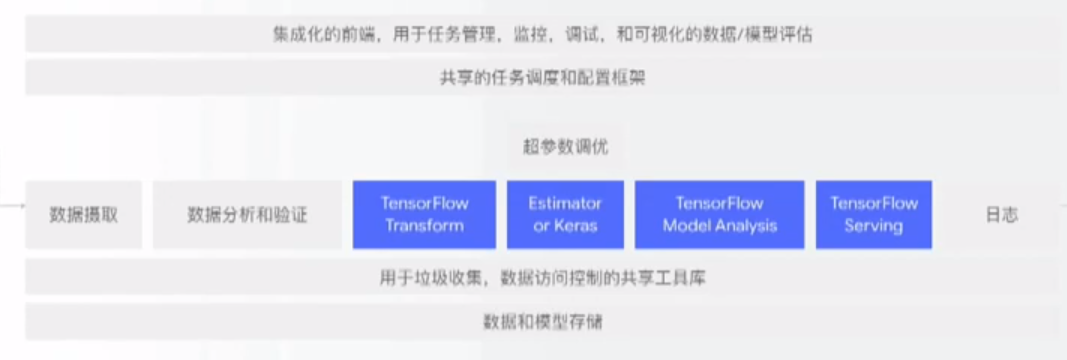 集成化的前端，用于任务管理，监控，调试，和可视化的数据/模型评估
共享的任务调度和配置框架
超参数调优
数据摄取
数据分析和验证
TensorFlow
Transform
Estimator
or Keras
TensorFlow
Model Analysis
TensorFlow
Serving
日志
用于垃圾收集，数据访问控制的共享工具库
数据和模型存储